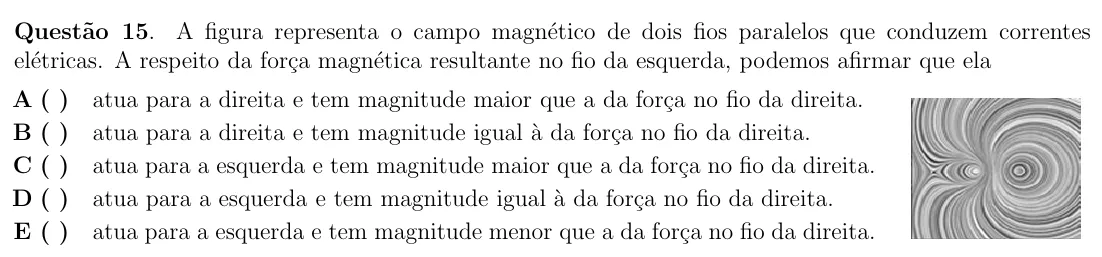 Questão 15. A figura representa o campo magnético de dois fios paralelos que conduzem correntes
elétricas. A respeito da força magnética resultante no fio da esquerda, podemos afirmar que ela
A ( ) atua para a direita e tem magnitude maior que a da força no fio da direita.
B ( ) atua para a direita e tem magnitude igual à da força no fio da direita.
C ( ) atua para a esquerda e tem magnitude maior que a da força no fio da direita.
D ( ) atua para a esquerda e tem magnitude igual à da força no fio da direita.
E ( ) atua para a esquerda e tem magnitude menor que a da força no fio da direita.